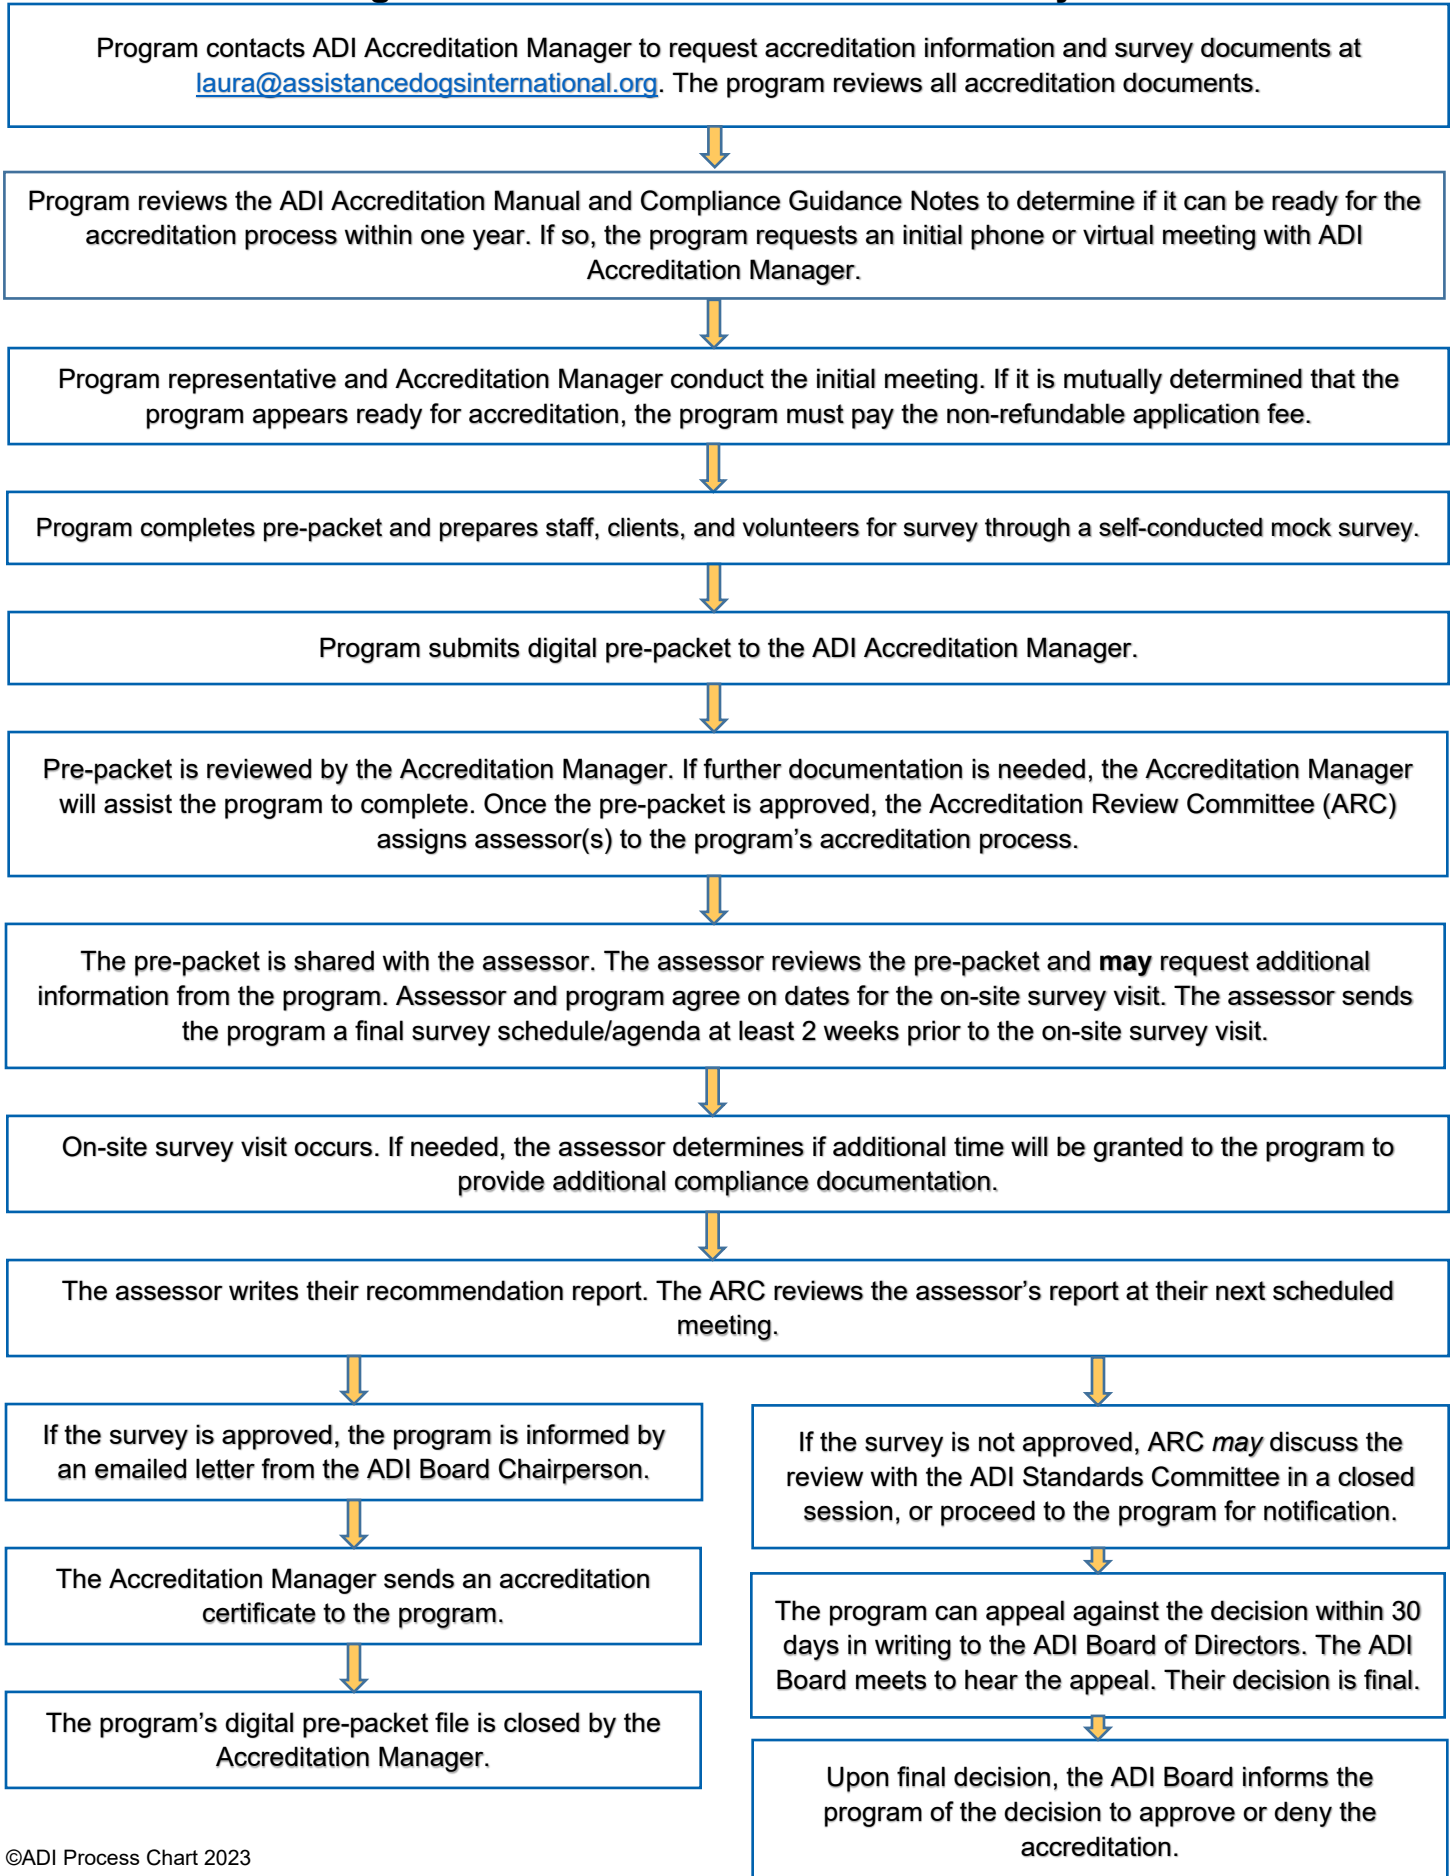 Program contacts ADI Accreditation Manager to request accreditation information and survey documents at
laura@assistancedogsinternational.org. The program reviews all accreditation documents.
Program reviews the ADI Accreditation Manual and Compliance Guidance Notes to determine if it can be ready for the
accreditation process within one year. If so, the program requests an initial phone or virtual meeting with ADI
Accreditation Manager.
Program representative and Accreditation Manager conduct the initial meeting. If it is mutually determined that the
program appears ready for accreditation, the program must pay the non-refundable application fee.
Program completes pre-packet and prepares staff, clients, and volunteers for survey through a self-conducted mock survey.
Program submits digital pre-packet to the ADI Accreditation Manager.
Pre-packet is reviewed by the Accreditation Manager. If further documentation is needed, the Accreditation Manager
will assist the program to complete. Once the pre-packet is approved, the Accreditation Review Committee (ARC)
assigns assessor(s) to the program’s accreditation process.
The pre-packet is shared with the assessor. The assessor reviews the pre-packet and may request additional
information from the program. Assessor and program agree on dates for the on-site survey visit. The assessor sends
the program a final survey schedule/agenda at least 2 weeks prior to the on-site survey visit.
On-site survey visit occurs. If needed, the assessor determines if additional time will be granted to the program to
provide additional compliance documentation.
The assessor writes their recommendation report. The ARC reviews the assessor’s report at their next scheduled
meeting.
If the survey is approved, the program is informed by
an emailed letter from the ADI Board Chairperson.
The Accreditation Manager sends an accreditation
certificate to the program.
The program’s digital pre-packet file is closed by the
Accreditation Manager.
If the survey is not approved, ARC may discuss the
review with the ADI Standards Committee in a closed
session, or proceed to the program for notification.
The program can appeal against the decision within 30
days in writing to the ADI Board of Directors. The ADI
Board meets to hear the appeal. Their decision is final.
Upon final decision, the ADI Board informs the
program of the decision to approve or deny the
accreditation.
©ADI Process Chart 2023